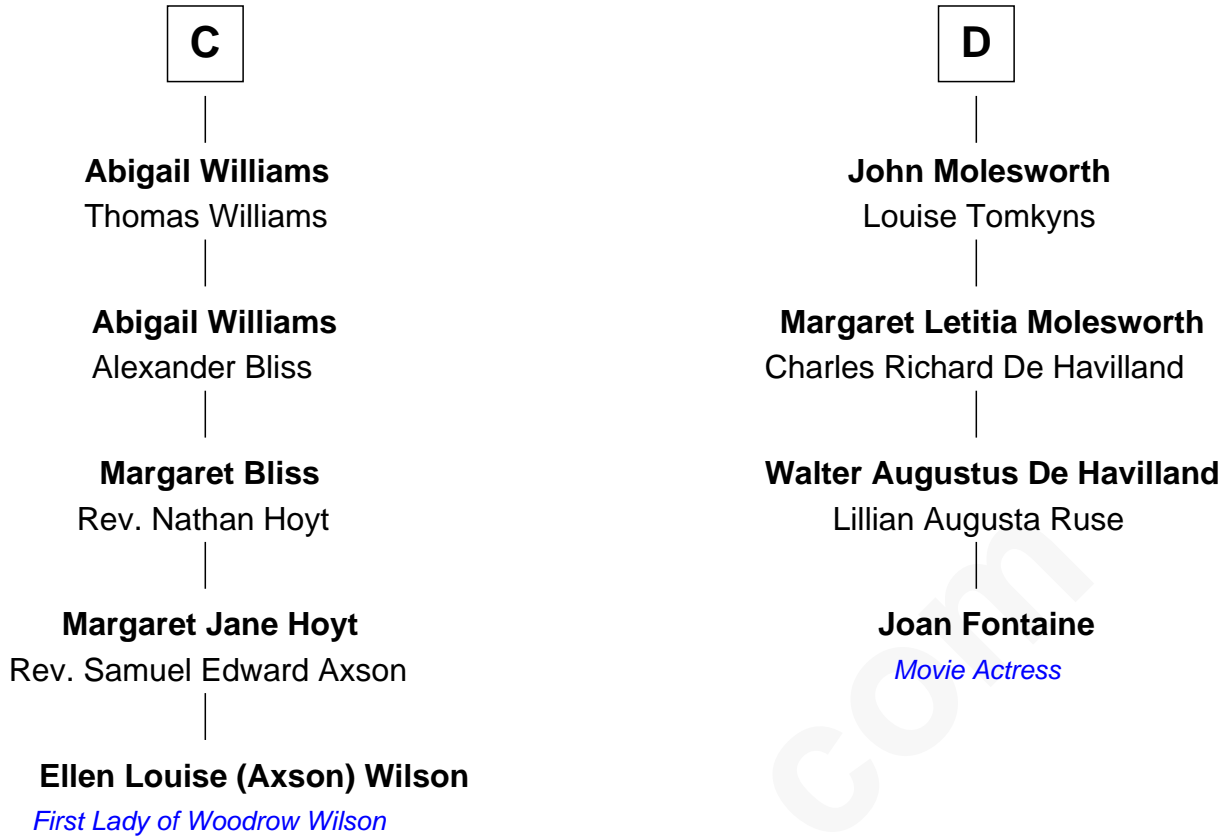 C
Abigail Williams
Thomas Williams
Abigail Williams
Alexander Bliss
Margaret Bliss
Rev. Nathan Hoyt
Margaret Jane Hoyt
Rev. Samuel Edward Axson
Ellen Louise (Axson) Wilson
First Lady of Woodrow Wilson
D
John Molesworth
Louise Tomkyns
Margaret Letitia Molesworth
Charles Richard De Havilland
Walter Augustus De Havilland
Lillian Augusta Ruse
Joan Fontaine
Movie Actress
com